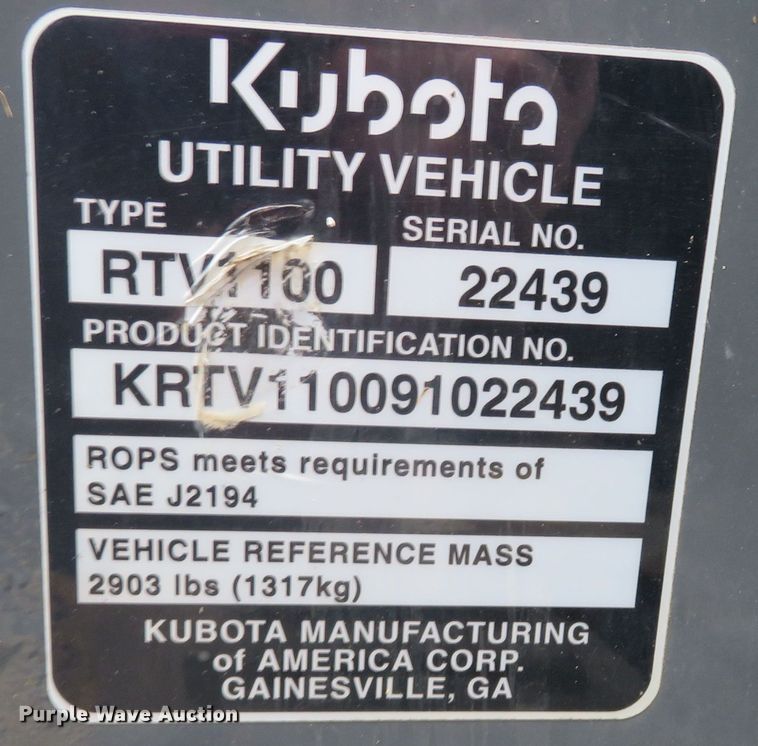 Kubota
UTILITY VEHICLE
TYPE
SERIAL NO.
RTV1100
22439
PRODUCT IDENTIFICATION NO.
KRTV110091022439
ROPS meets requirements of
SAE J2194
VEHICLE REFERENCE MASS
2903 lbs (1317kg)
KUBOTA MANUFACTURING
of AMERICA CORP.
GAINESVILLE, GA
Purple Wave Auction